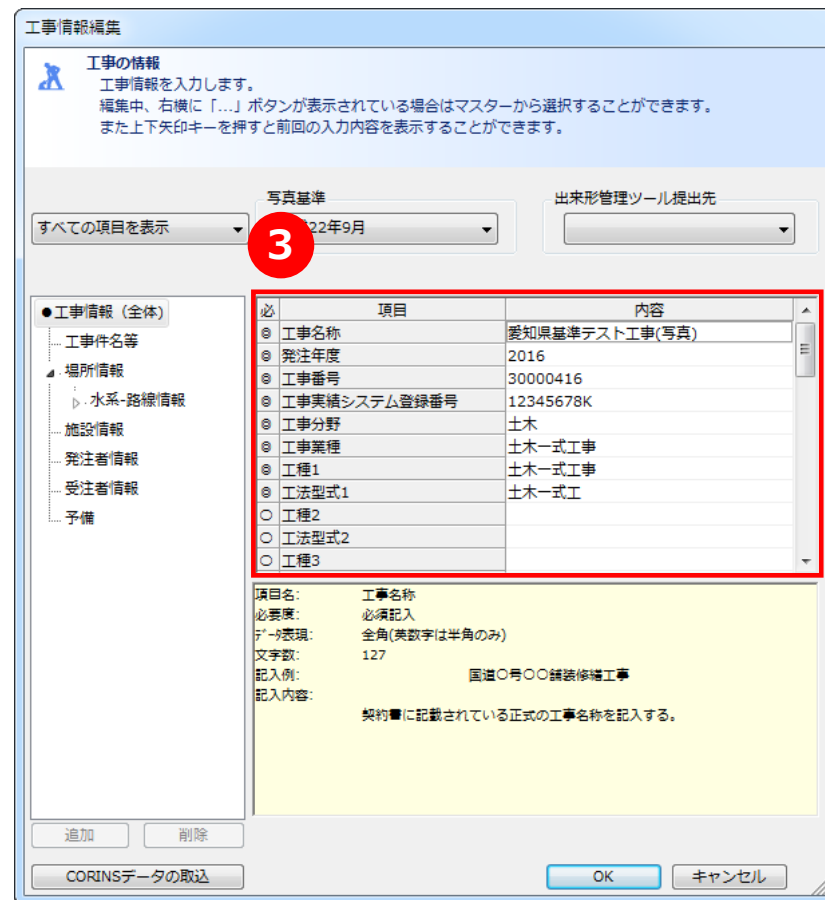 工事情報編集
工事の情報
工事情報を入力します。
編集中、右横に「...」ボタンが表示されている場合はマスターから選択することができます。
また上下矢印キーを押すと前回の入力内容を表示することができます。
写真基準
出来形管理ツール提出先
すべての項目を表示
22年9月
3
●工事情報（全体）
工事件名等
場所情報
水系-路線情報
施設情報
発注者情報
受注者情報
予備
必 項目 内容
◎ 工事名称 愛知県基準テスト工事(写真)
◎ 発注年度 2016
◎ 工事番号 30000416
◎ 工事実績システム登録番号 12345678K
◎ 工事分野 土木
◎ 工事業種 土木一式工事
◎ 工種1 土木一式工事
◎ 工法型式1 土木一式工
○ 工種2
○ 工法型式2
○ 工種3
項目名: 工事名称
必要度: 必須記入
ﾃﾞｰﾀ表現: 全角(英数字は半角のみ)
文字数: 127
記入例: 国道○号○○舗装修繕工事
記入内容:
契約書に記載されている正式の工事名称を記入する。
追加 削除
CORINSデータの取込 OK キャンセル